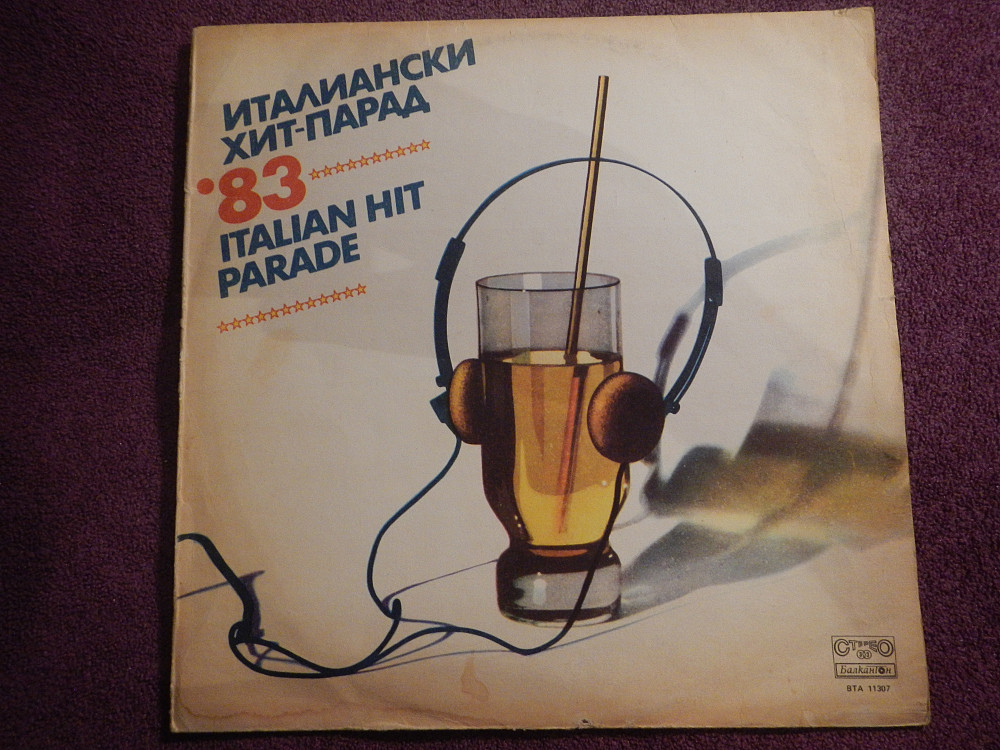 ИТАЛИАНСКИ
ХИТ-ПАРАД
'83
ITALIAN HIT
PARADE
СТЕРЕО
Балкантон
ВТА 11307